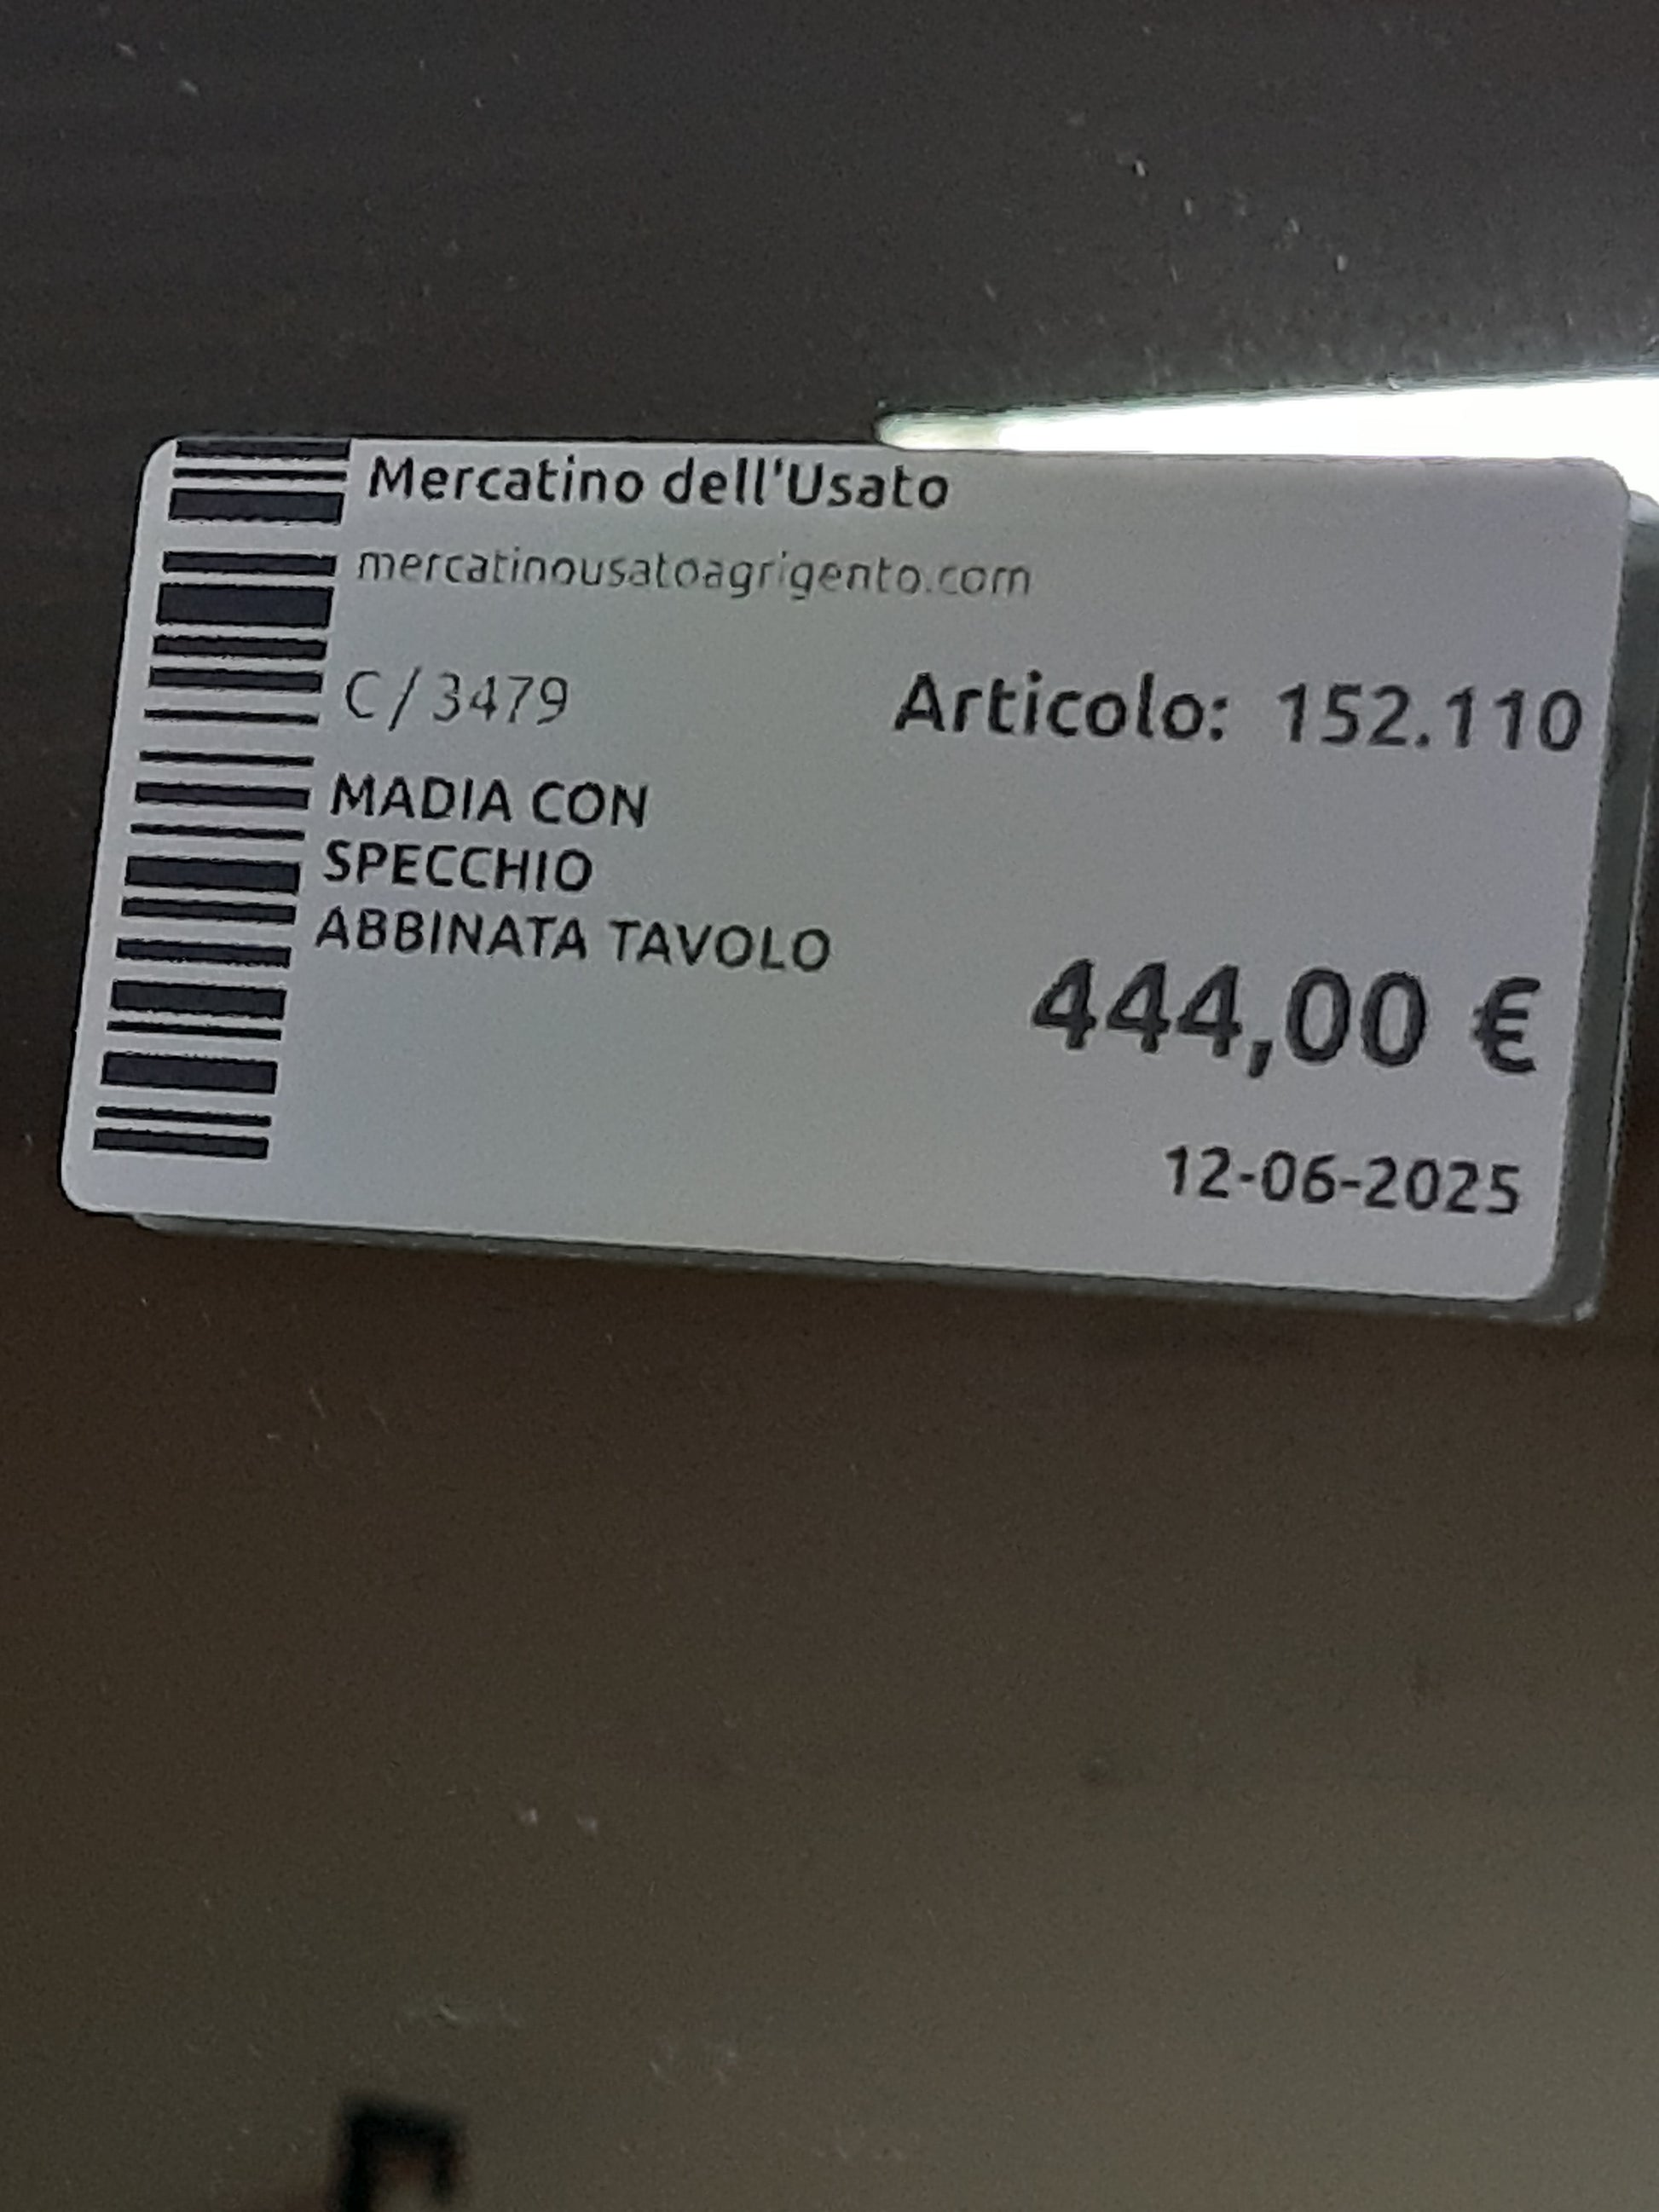 Mercatino dell'Usato
mercatinousatoagrigento.com
C/3479
Articolo: 152.110
MADIA CON
SPECCHIO
ABBINATA TAVOLO
444,00 €
12-06-2025